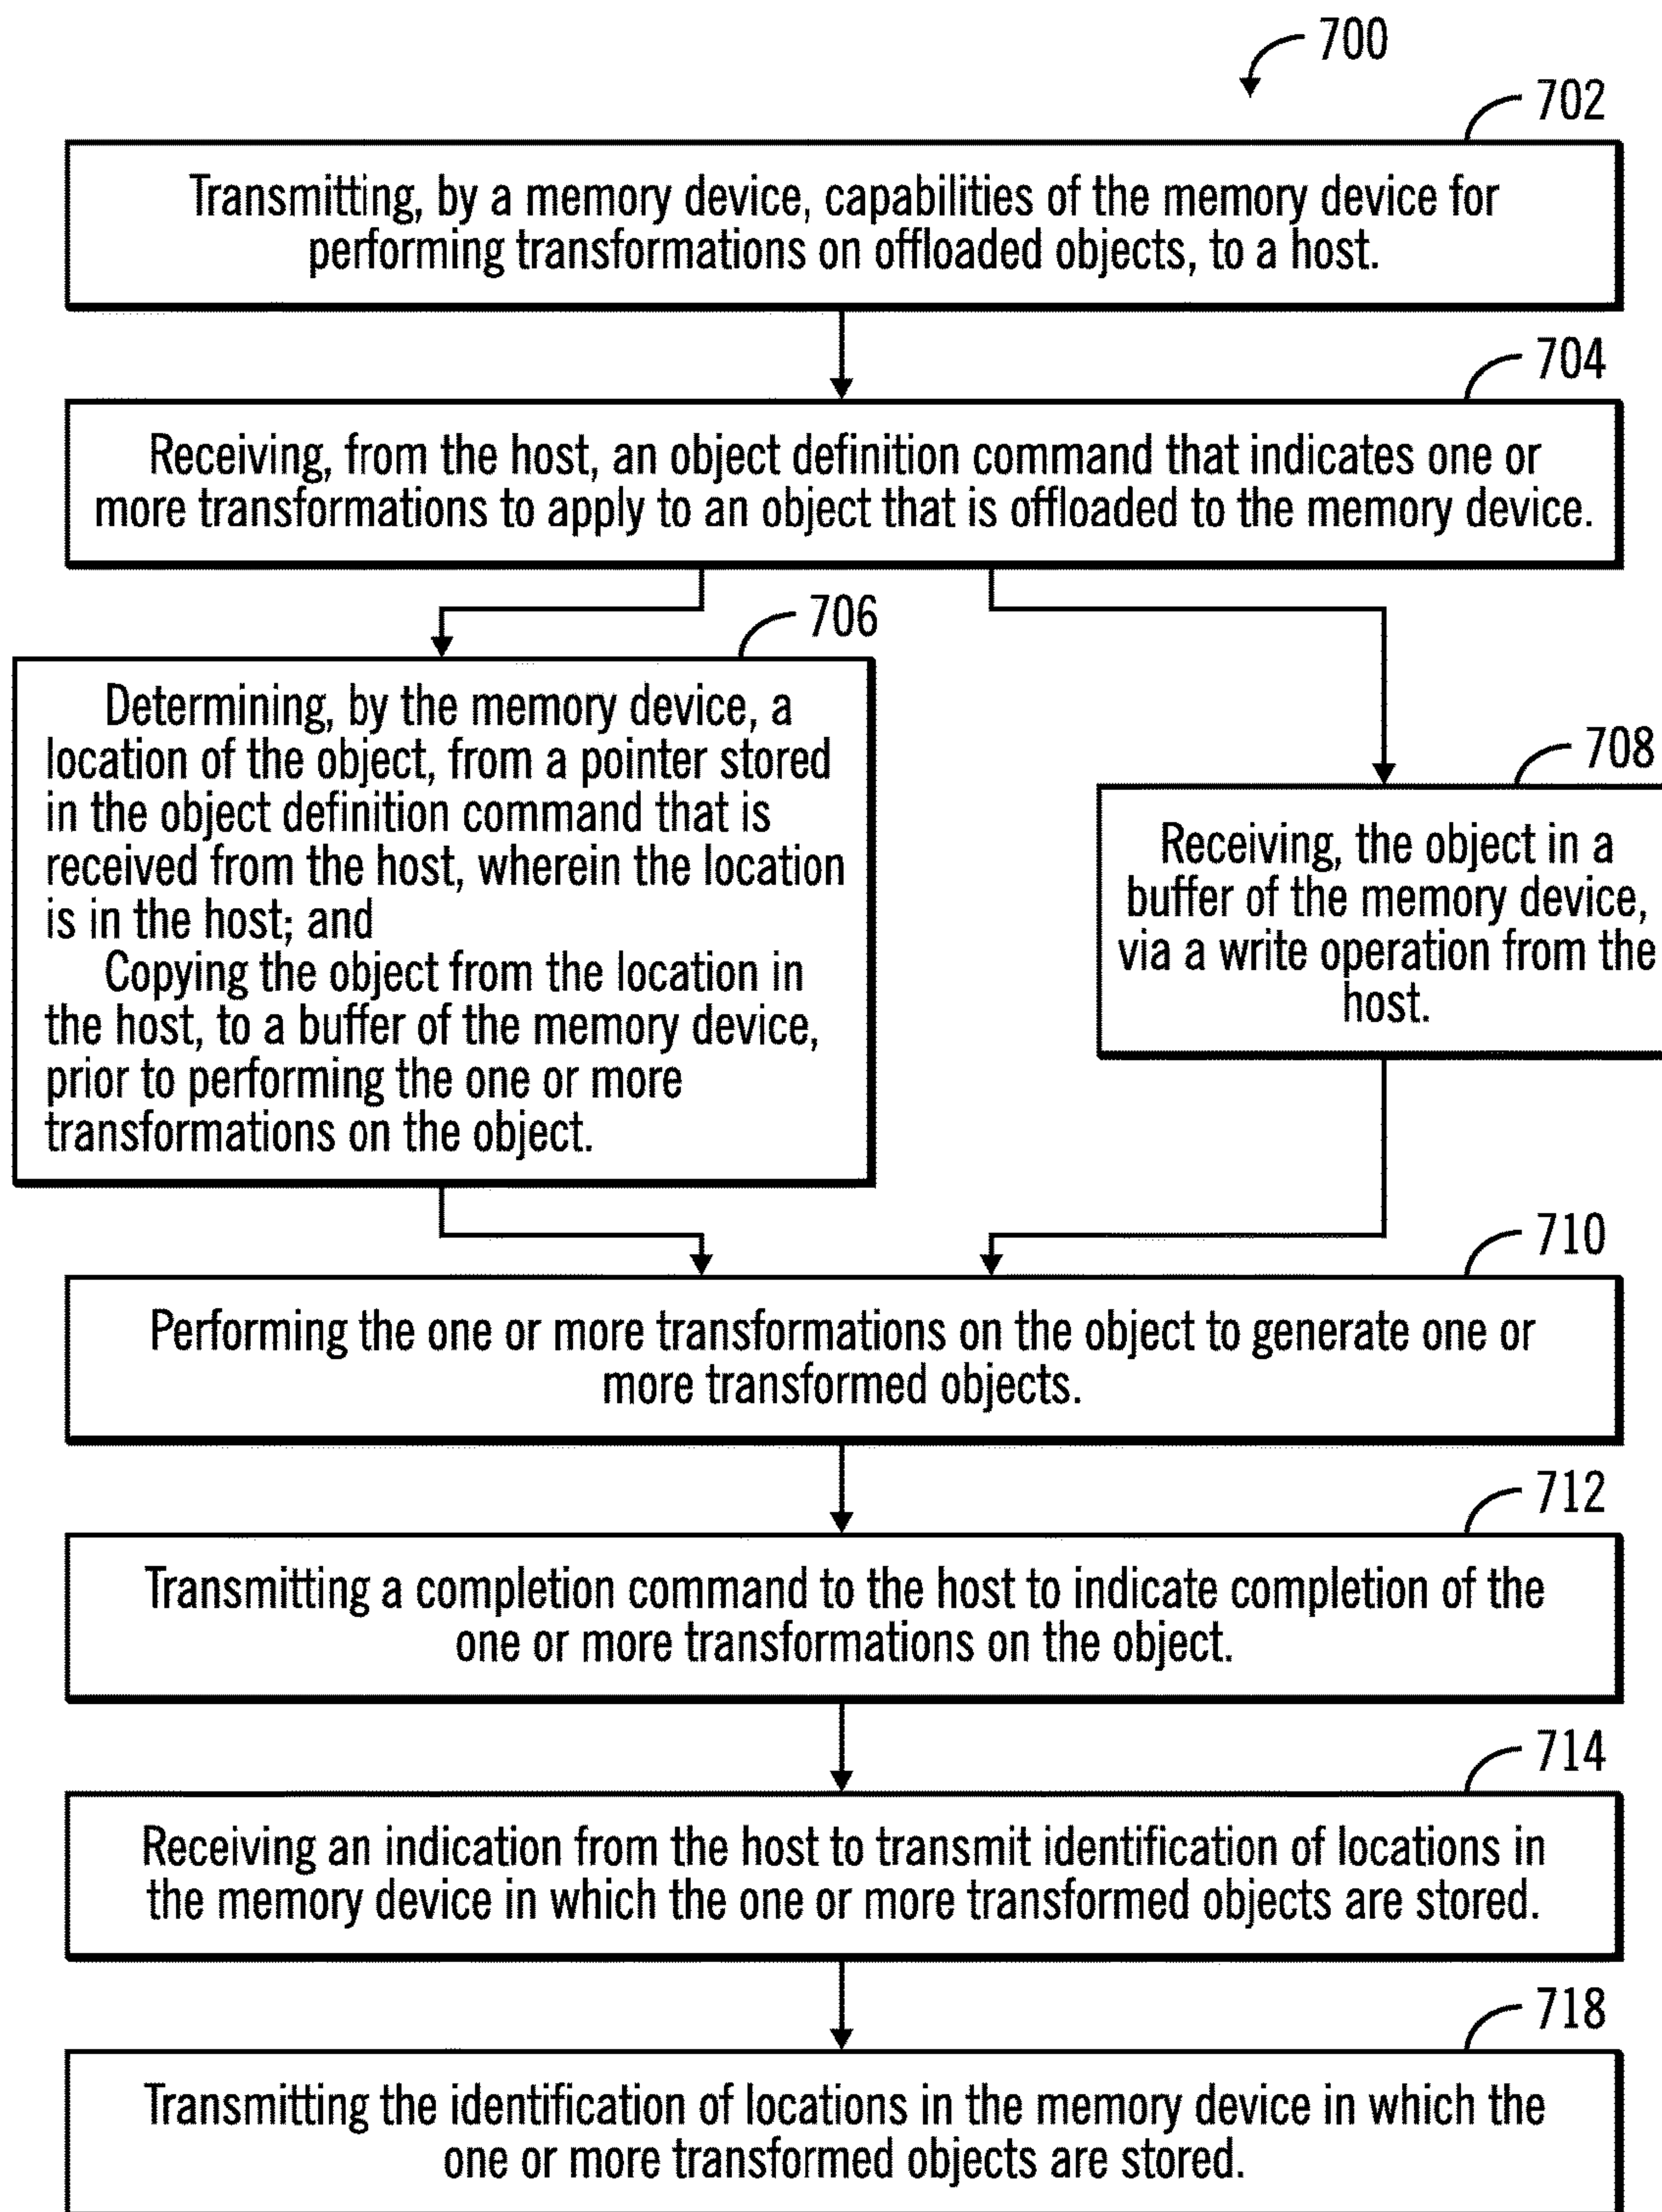 700
702
Transmitting, by a memory device, capabilities of the memory device for
performing transformations on offloaded objects, to a host.
704
Receiving, from the host, an object definition command that indicates one or
more transformations to apply to an object that is offloaded to the memory device.
706
Determining, by the memory device, a
location of the object, from a pointer stored
in the object definition command that is
received from the host, wherein the location
is in the host; and
Copying the object from the location in
the host, to a buffer of the memory device,
prior to performing the one or more
transformations on the object.
708
Receiving, the object in a
buffer of the memory device,
via a write operation from the
host.
710
Performing the one or more transformations on the object to generate one or
more transformed objects.
712
Transmitting a completion command to the host to indicate completion of the
one or more transformations on the object.
714
Receiving an indication from the host to transmit identification of locations in
the memory device in which the one or more transformed objects are stored.
718
Transmitting the identification of locations in the memory device in which the
one or more transformed objects are stored.